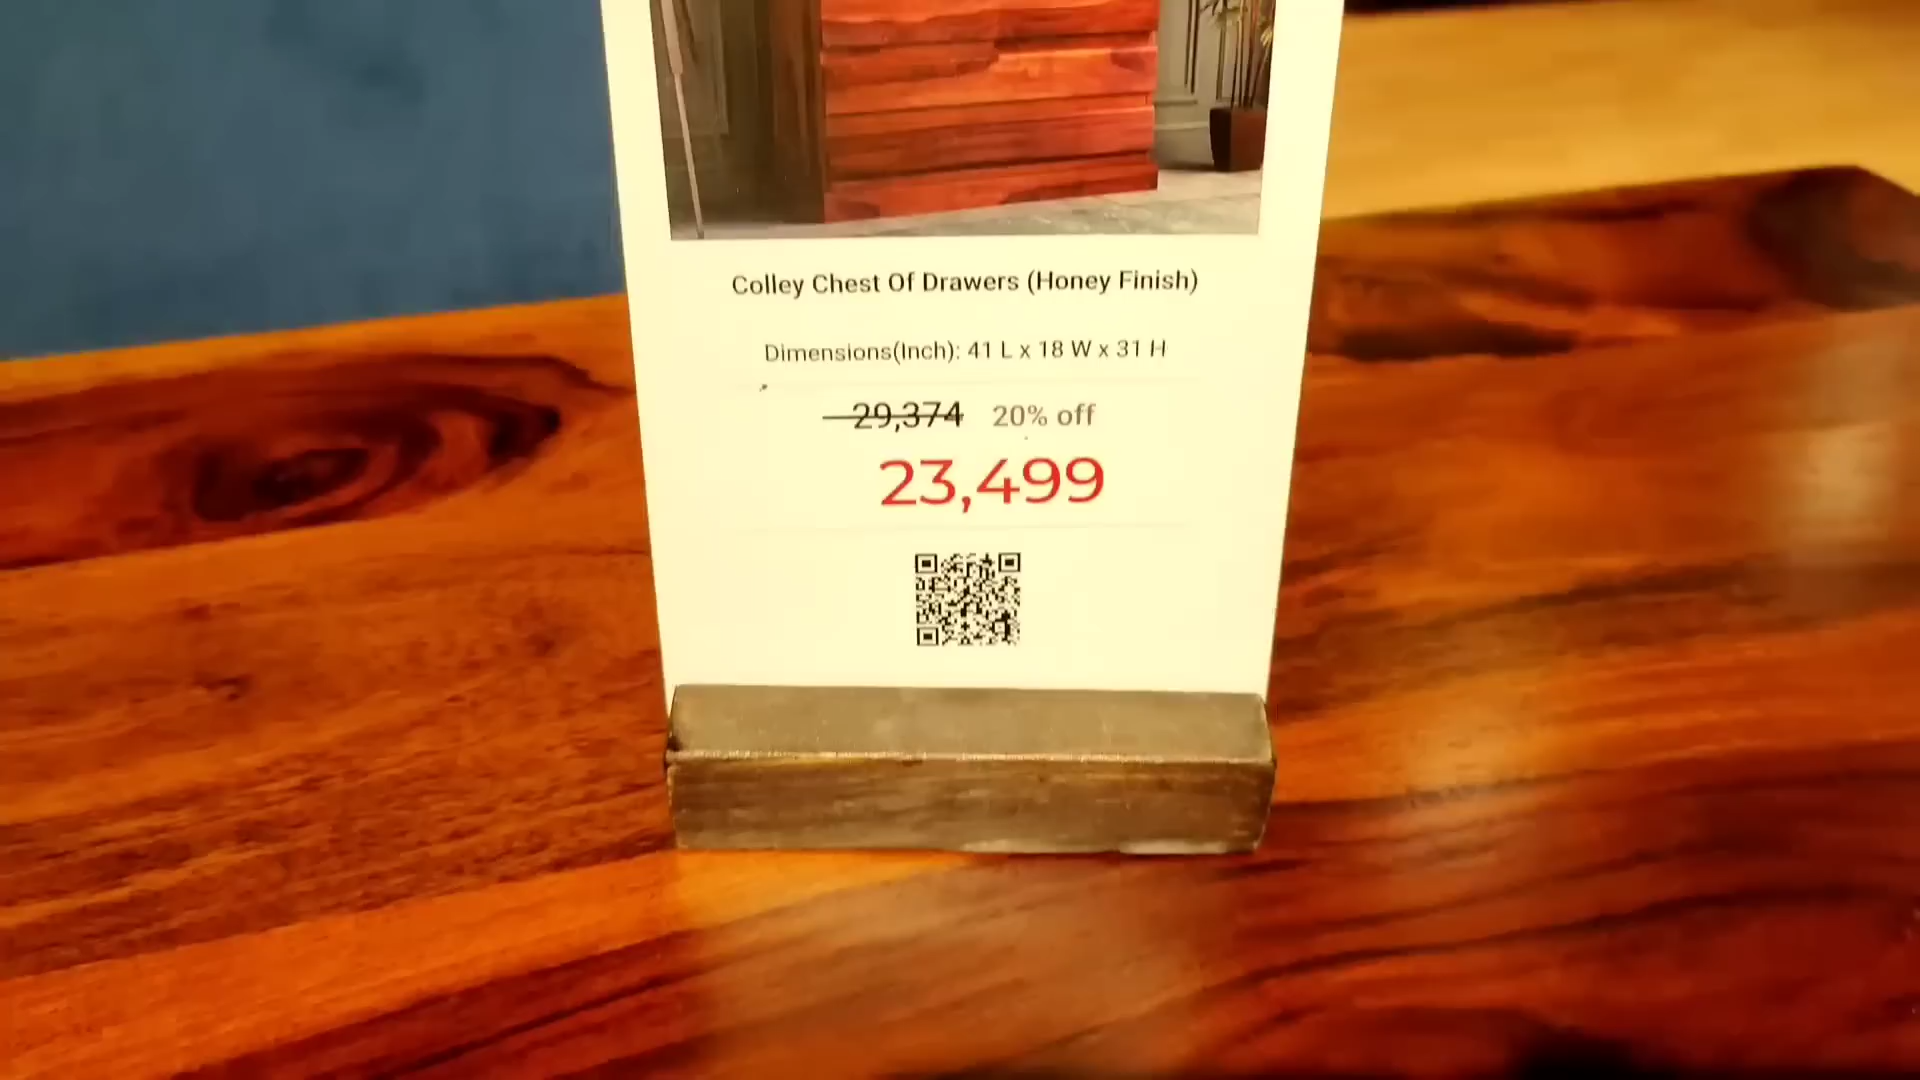 Colley Chest Of Drawers (Honey Finish)
Dimensions(Inch): 41 L x 18 W x 31 H
29,374 20% off
23,499